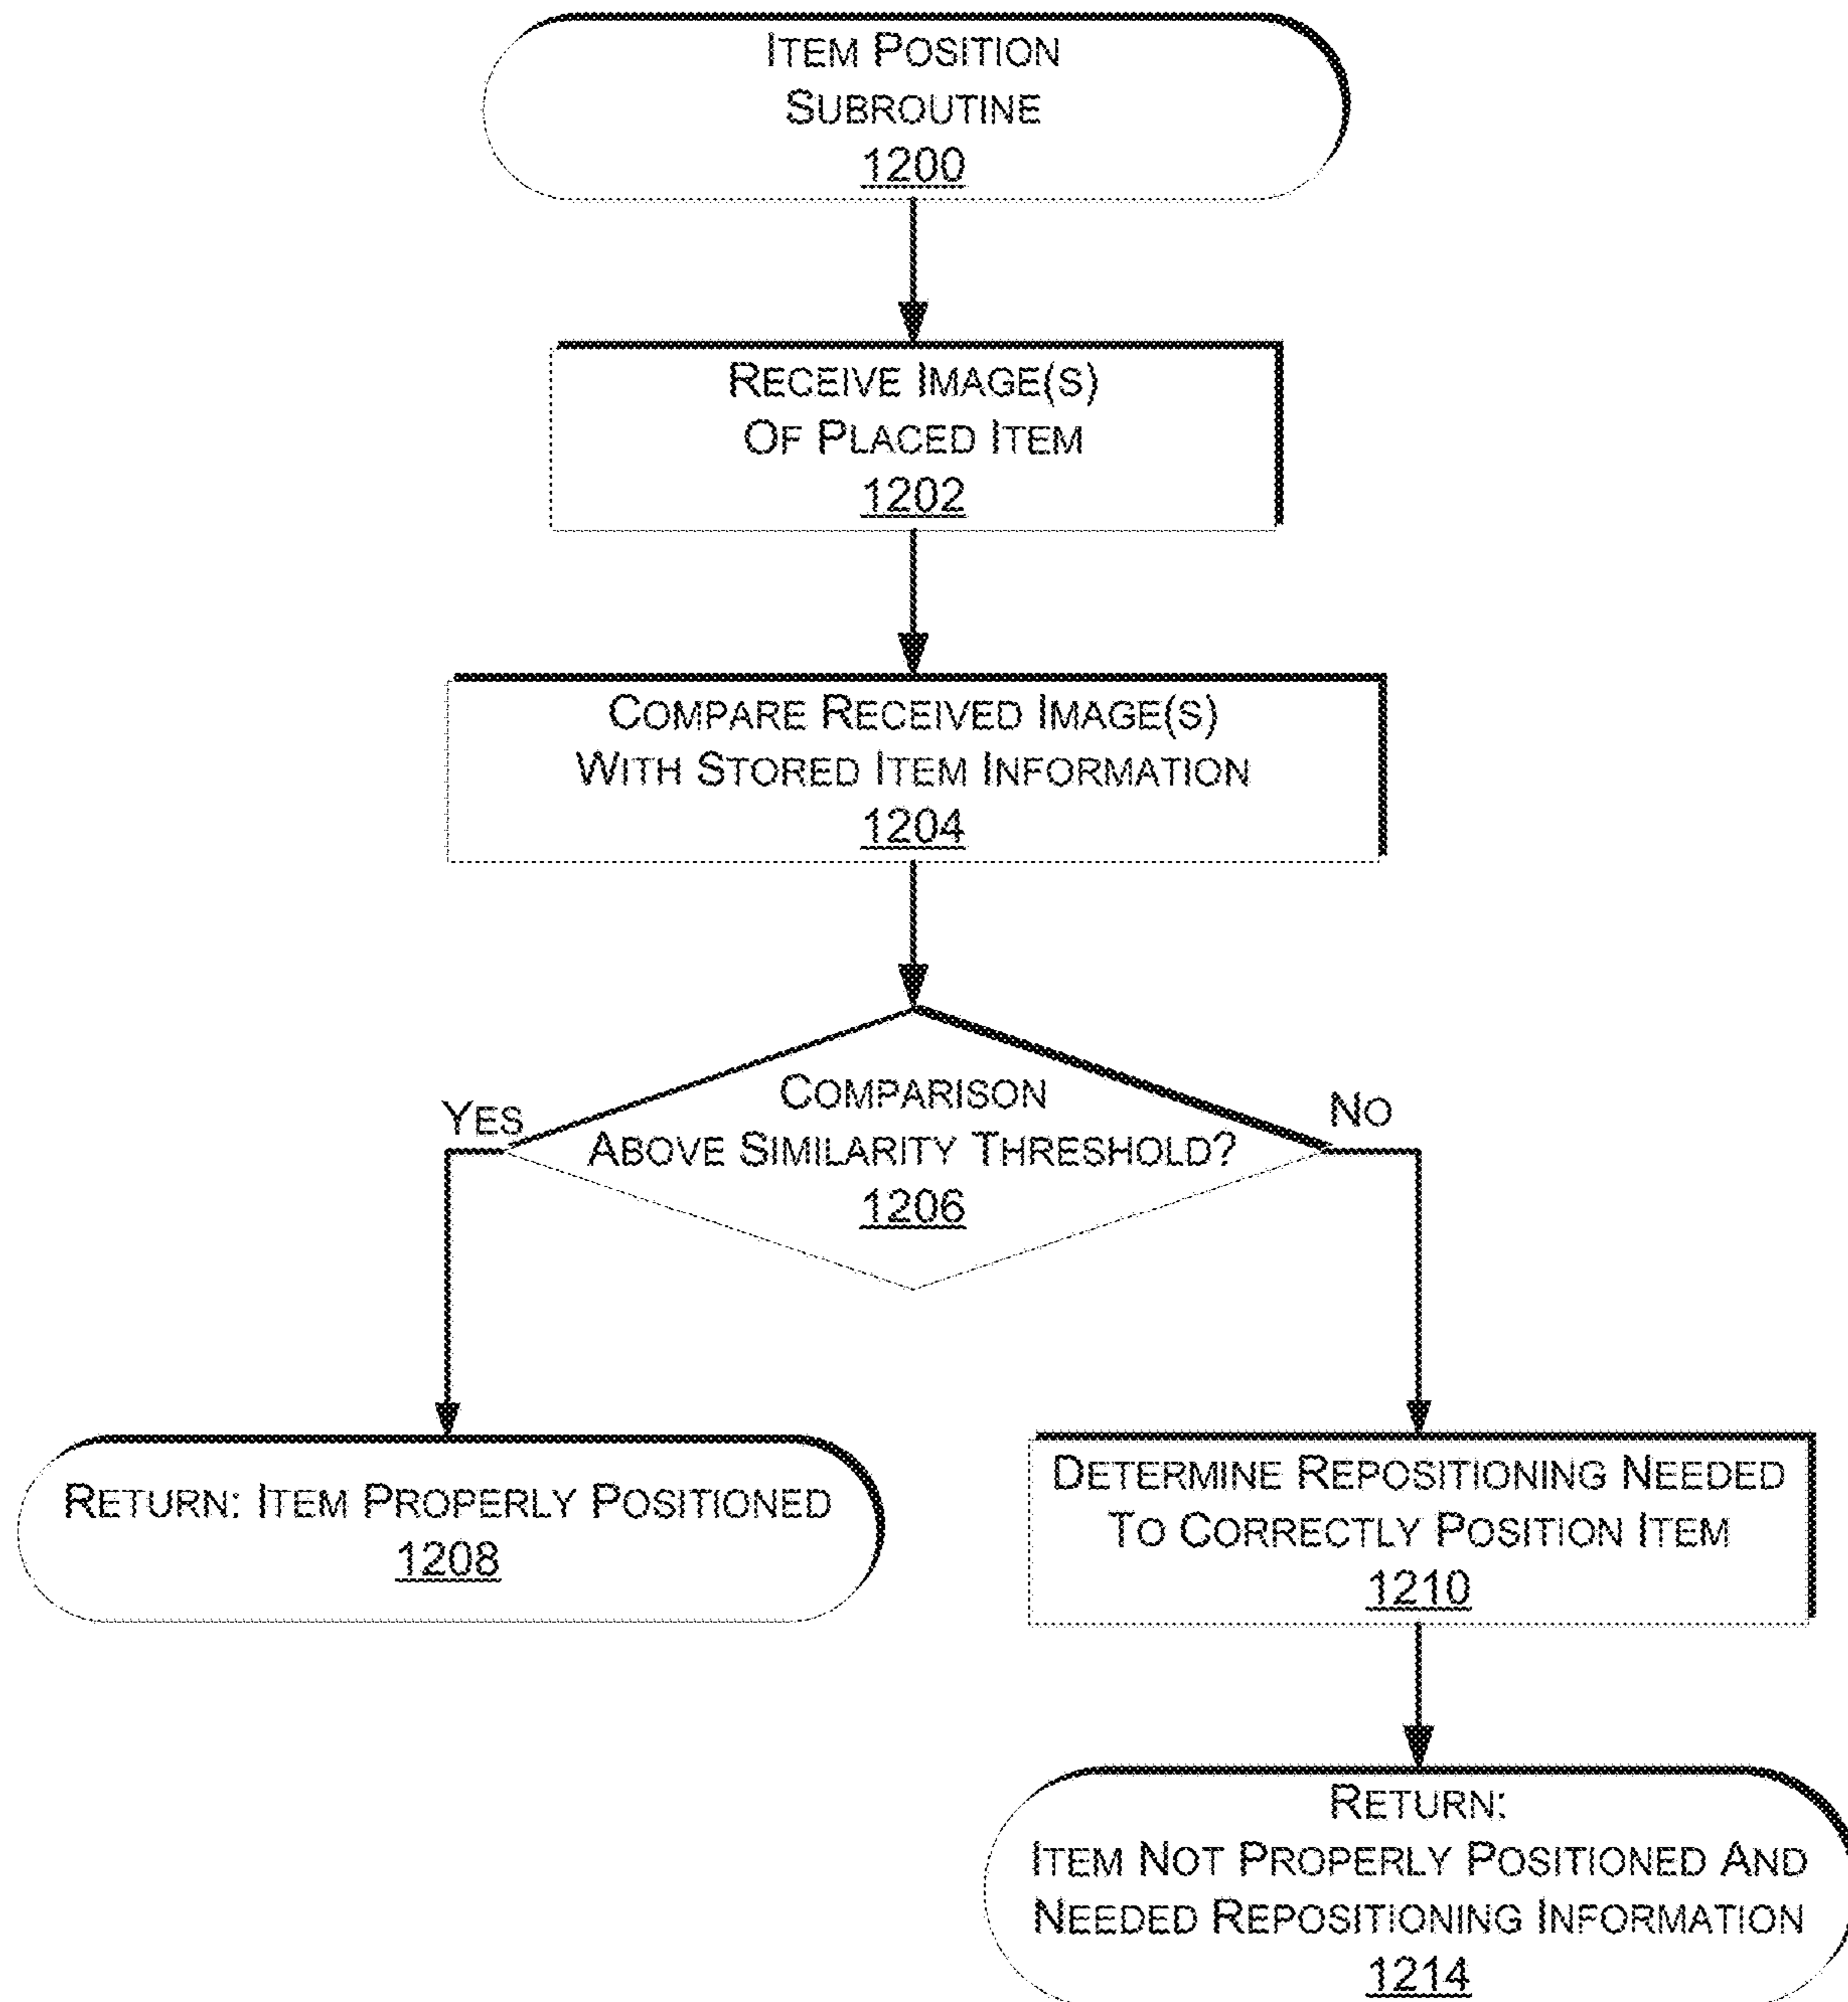 ITEM POSITION
SUBROUTINE
1200
RECEIVE IMAGE(S)
OF PLACED ITEM
1202
COMPARE RECEIVED IMAGE(S)
WITH STORED ITEM INFORMATION
1204
COMPARISON
ABOVE SIMILARITY THRESHOLD?
1206
YES
NO
RETURN: ITEM PROPERLY POSITIONED
1208
DETERMINE REPOSITIONING NEEDED
TO CORRECTLY POSITION ITEM
1210
RETURN:
ITEM NOT PROPERLY POSITIONED AND
NEEDED REPOSITIONING INFORMATION
1214